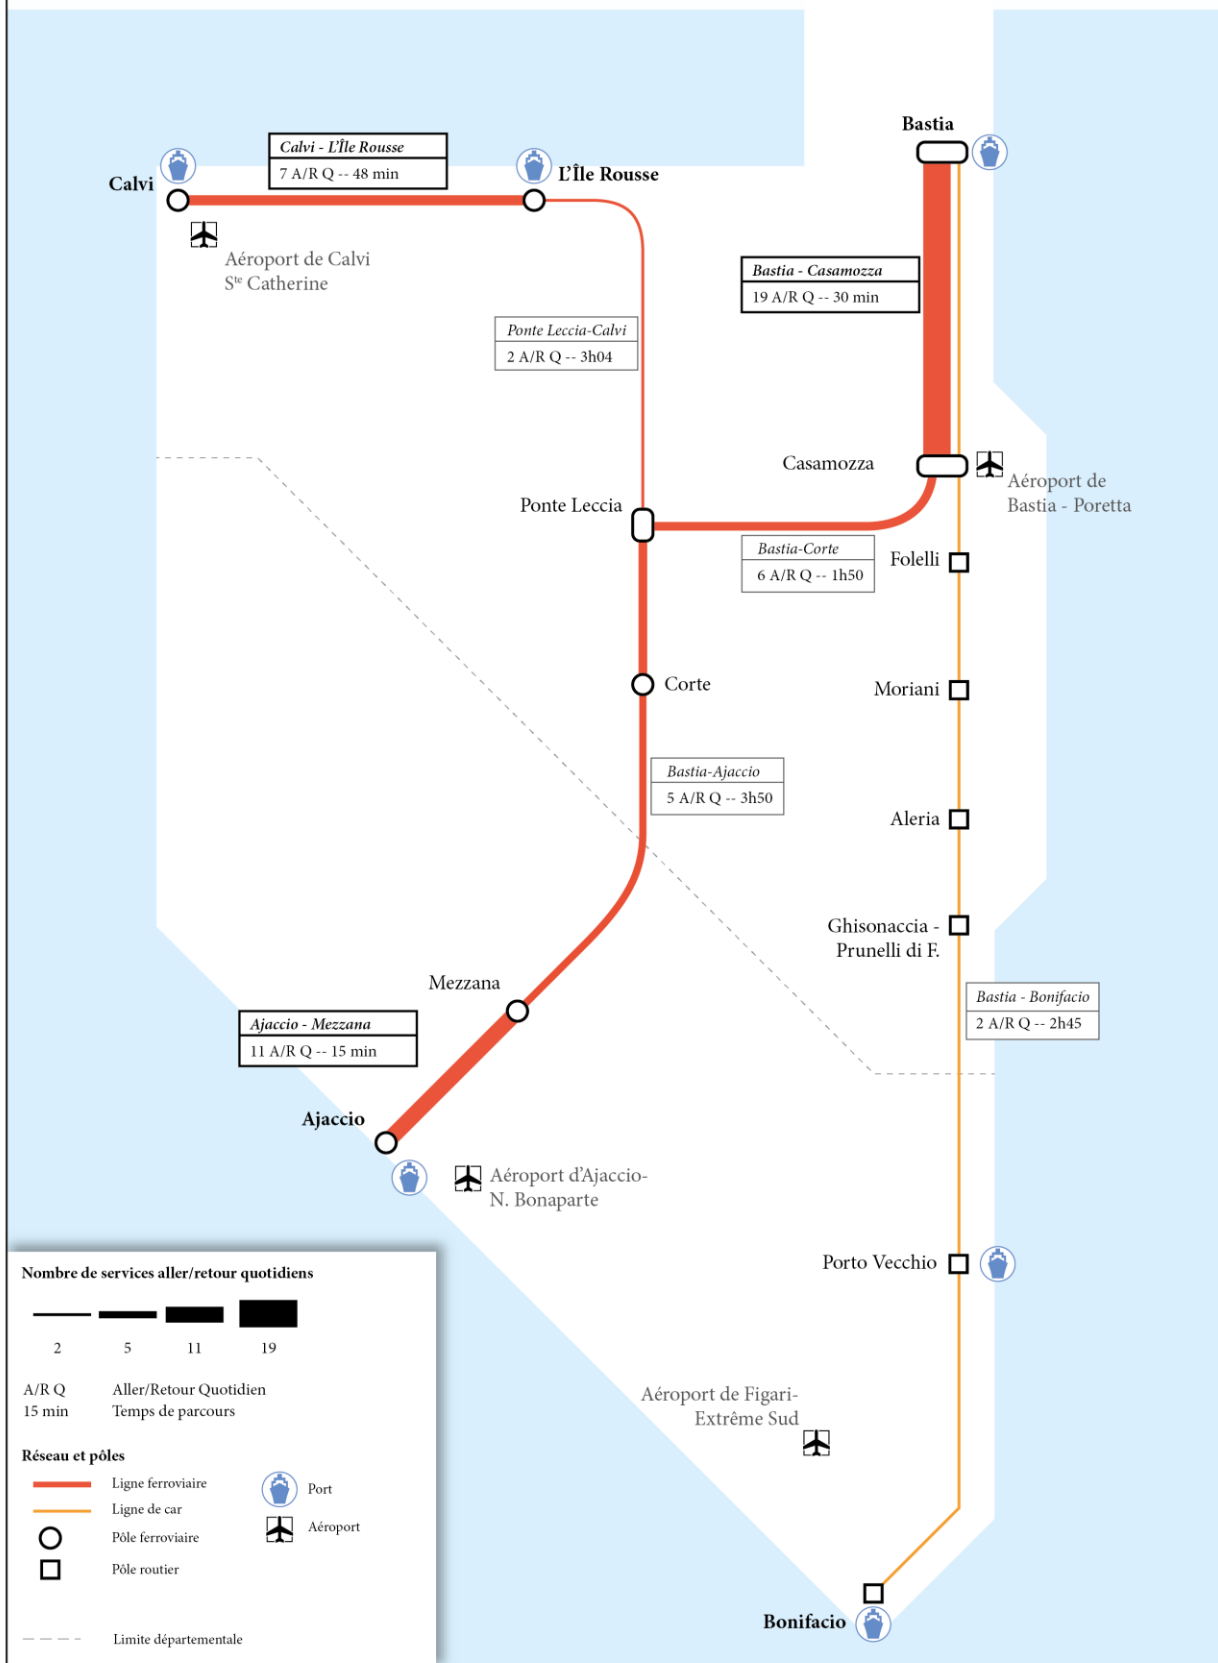 Bastia
Calvi - L'Île Rousse
7 A/R Q -- 48 min
L'Île Rousse
Calvi
Aéroport de Calvi
Ste Catherine
Bastia - Casamozza
19 A/R Q -- 30 min
Ponte Leccia-Calvi
2 A/R Q -- 3h04
Casamozza
Aéroport de
Bastia - Poretta
Ponte Leccia
Bastia-Corte
6 A/R Q -- 1h50
Folelli
Corte
Moriani
Bastia-Ajaccio
5 A/R Q -- 3h50
Aleria
Ghisonaccia -
Prunelli di F.
Mezzana
Bastia - Bonifacio
2 A/R Q -- 2h45
Ajaccio - Mezzana
11 A/R Q -- 15 min
Ajaccio
Aéroport d'Ajaccio-
N. Bonaparte
Porto Vecchio
Aéroport de Figari-
Extrême Sud
Bonifacio
Nombre de services aller/retour quotidiens
2 5 11 19
A/R Q Aller/Retour Quotidien
15 min Temps de parcours
Réseau et pôles
Ligne ferroviaire
Port
Ligne de car
Aéroport
Pôle ferroviaire
Pôle routier
Limite départementale